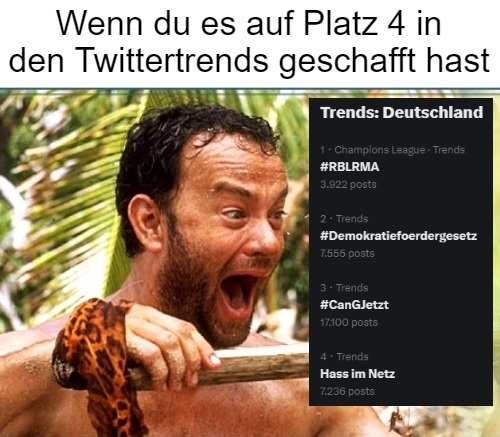 Wenn du es auf Platz 4 in
den Twittertrends geschafft hast
Trends: Deutschland
1 · Champions League · Trends
#RBLRMA
3.922 posts
2 · Trends
#Demokratiefoerdergesetz
7.555 posts
3 · Trends
#CanGJetzt
17.100 posts
4 · Trends
Hass im Netz
7.236 posts